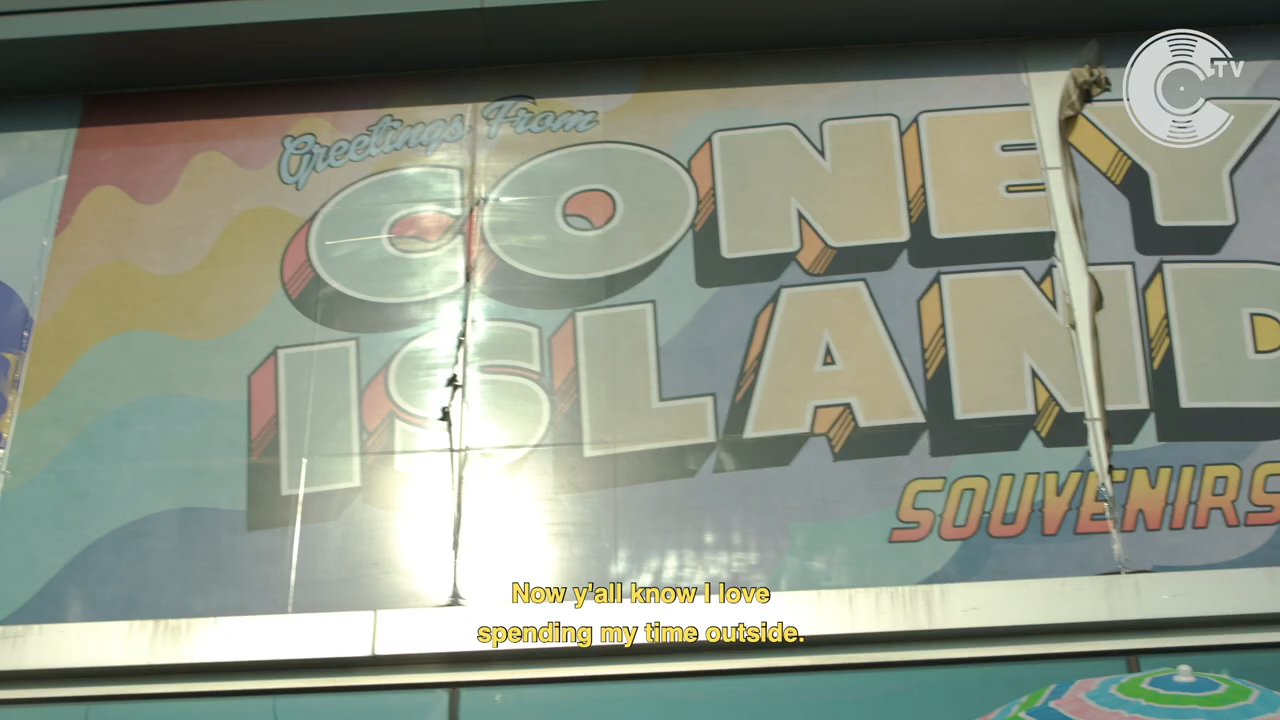 Greetings From
CONEY
ISLAND
SOUVENIRS
Now y'all know I love
spending my time outside.
C TV